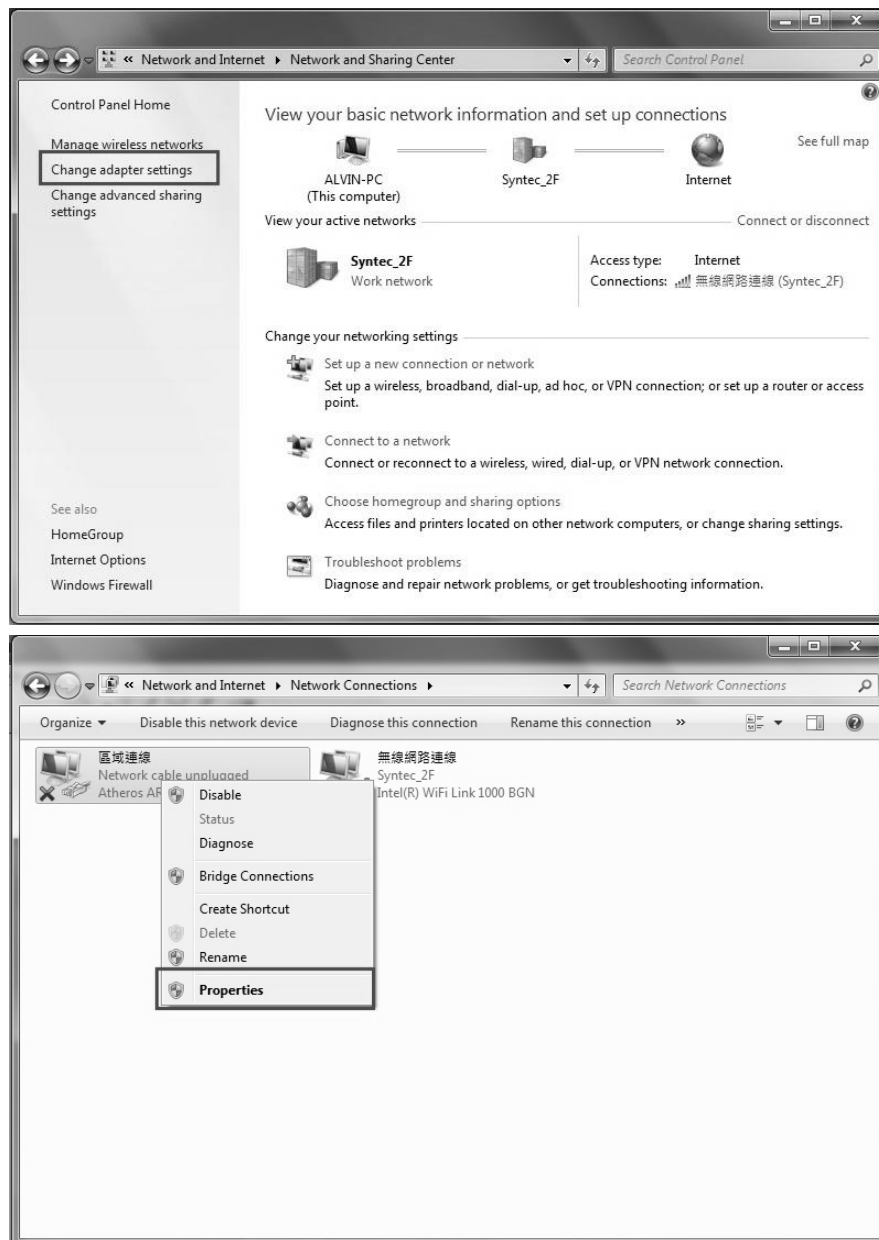 « Network and Internet ▸ Network and Sharing Center
Search Control Panel
Control Panel Home
Manage wireless networks
Change adapter settings
Change advanced sharing
settings
See also
HomeGroup
Internet Options
Windows Firewall
View your basic network information and set up connections
See full map
ALVIN-PC
(This computer)
Syntec_2F
Internet
View your active networks
Connect or disconnect
Syntec_2F
Work network
Access type: Internet
Connections: 無線網路連線 (Syntec_2F)
Change your networking settings
Set up a new connection or network
Set up a wireless, broadband, dial-up, ad hoc, or VPN connection; or set up a router or access
point.
Connect to a network
Connect or reconnect to a wireless, wired, dial-up, or VPN network connection.
Choose homegroup and sharing options
Access files and printers located on other network computers, or change sharing settings.
Troubleshoot problems
Diagnose and repair network problems, or get troubleshooting information.
« Network and Internet ▸ Network Connections ▸
Search Network Connections
Organize Disable this network device Diagnose this connection Rename this connection »
區域連線
Network cable unplugged
Atheros AR
無線網路連線
Syntec_2F
Intel(R) WiFi Link 1000 BGN
Disable
Status
Diagnose
Bridge Connections
Create Shortcut
Delete
Rename
Properties